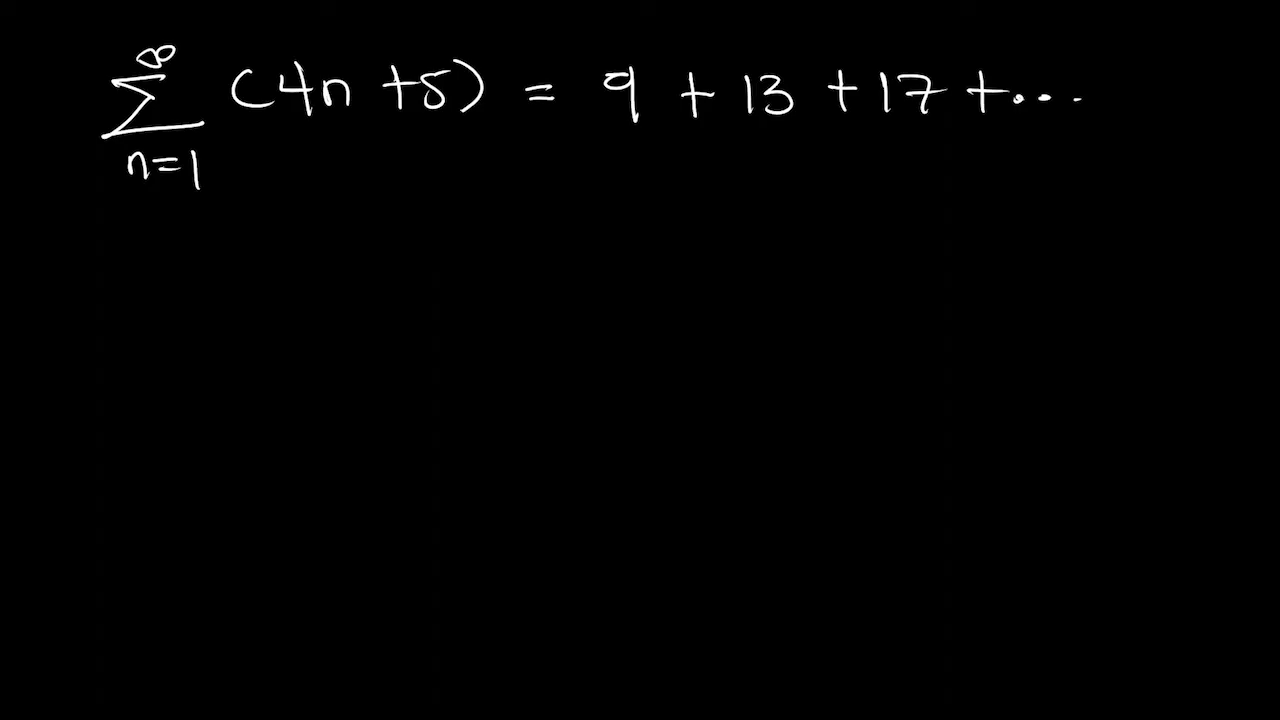 ∞
∑ (4n +5) = 9 + 13 + 17 + ...
n=1